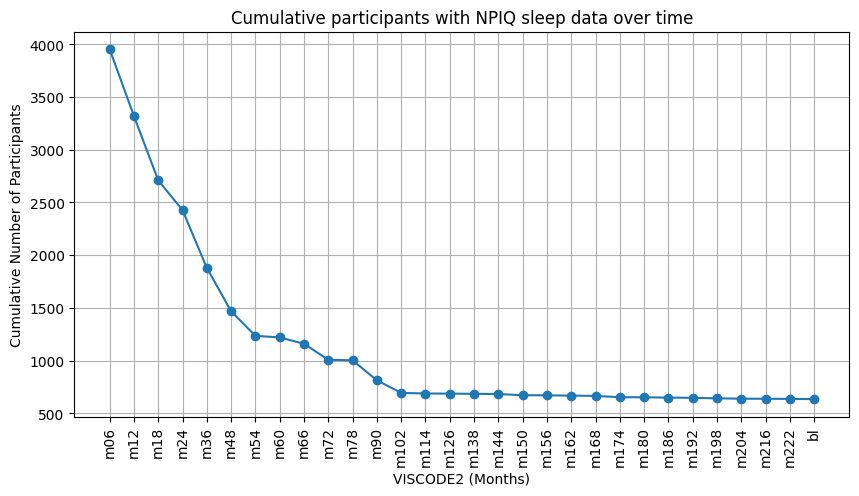 Cumulative participants with NPIQ sleep data over time
Cumulative Number of Participants
4000
3500
3000
2500
2000
1500
1000
500
m06
m12
m18
m24
m36
m48
m54
m60
m66
m72
m78
m90
m102
m114
m126
m138
m144
m150
m156
m162
m168
m174
m180
m186
m192
m198
m204
m216
m222
bl
VISCODE2 (Months)